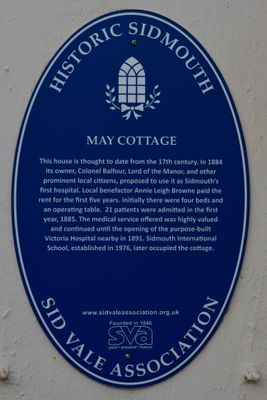 HISTORIC SIDMOUTH
MAY COTTAGE
This house is thought to date from the 17th century. In 1884
its owner, Colonel Balfour, Lord of the Manor, and other
prominent local citizens, proposed to use it as Sidmouth's
first hospital. Local benefactor Annie Leigh Browne paid the
rent for the first five years. Initially there were four beds and
an operating table. 21 patients were admitted in the first
year, 1885. The medical service offered was highly valued
and continued until the opening of the purpose-built
Victoria Hospital nearby in 1891. Sidmouth International
School, established in 1976, later occupied the cottage.
www.sidvaleassociation.org.uk
Founded in 1846
sva
past • present • future
SID VALE ASSOCIATION